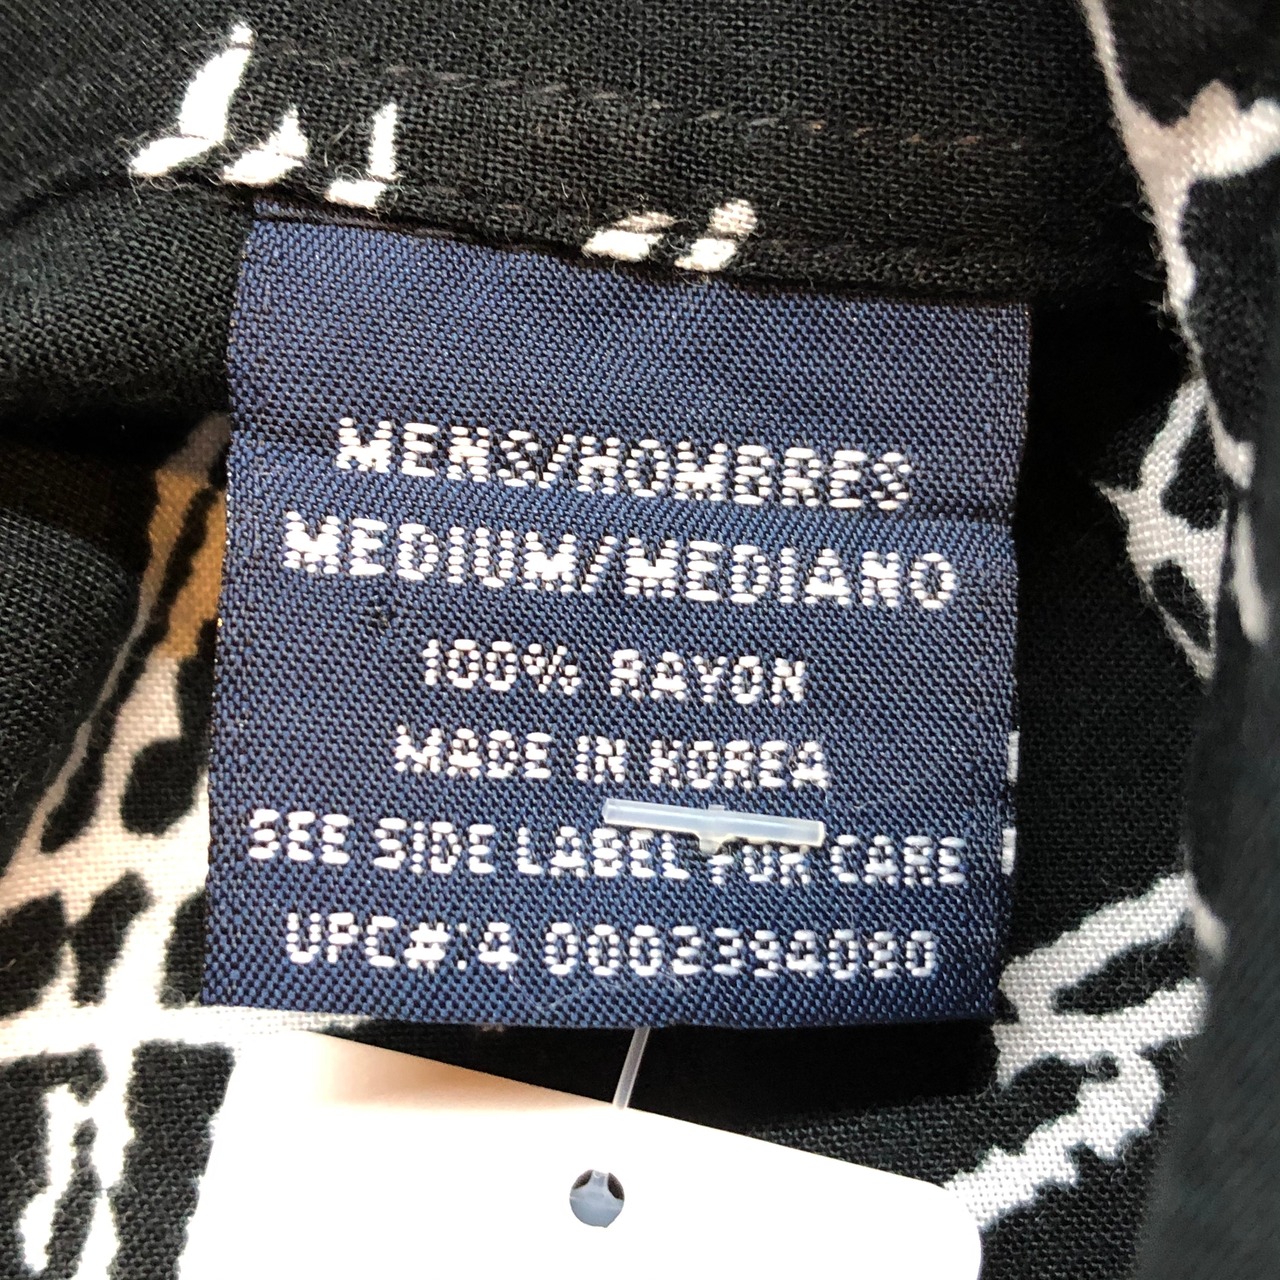 MENS/HOMBRES
MEDIUM/MEDIANO
100% RAYON
MADE IN KOREA
SEE SIDE LABEL FOR CARE
UPC#:4 0002394080